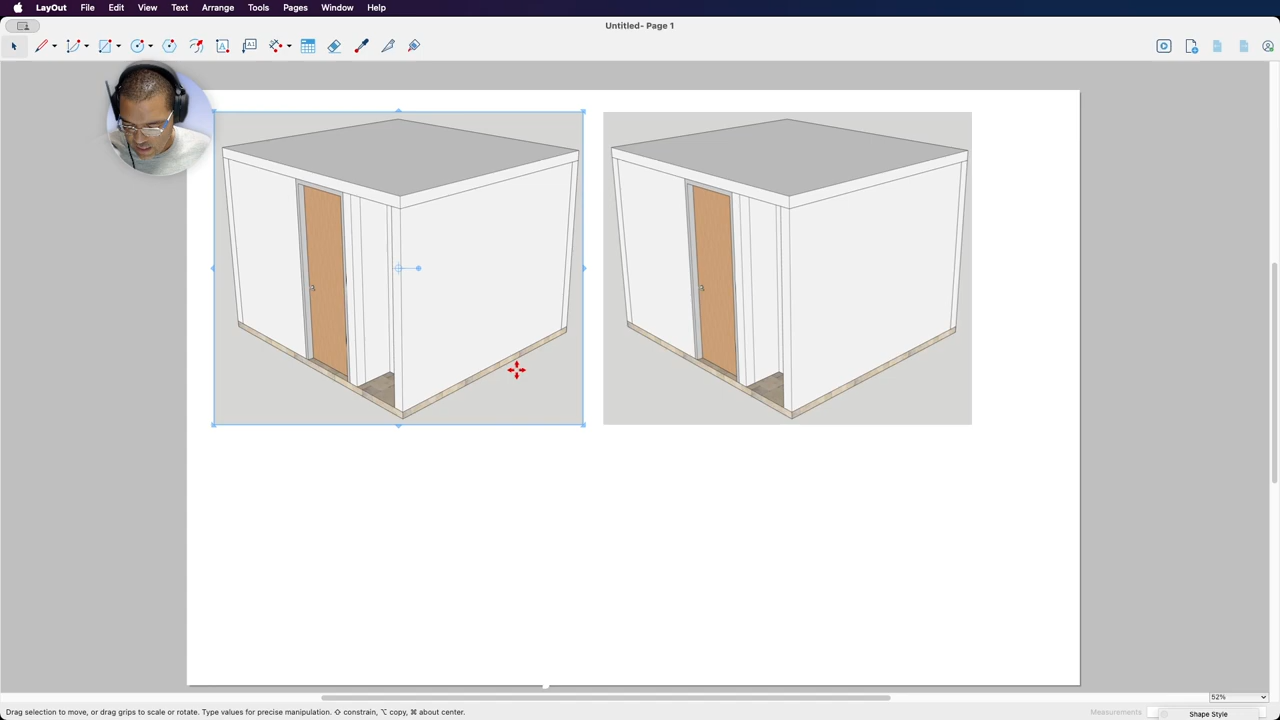 LayOut File Edit View Text Arrange Tools Pages Window Help
Untitled- Page 1
A
A1
52%
Drag selection to move, or drag grips to scale or rotate. Type values for precise manipulation. ⇧ constrain, ⌥ copy, ⌘ about center.
Measurements
Shape Style